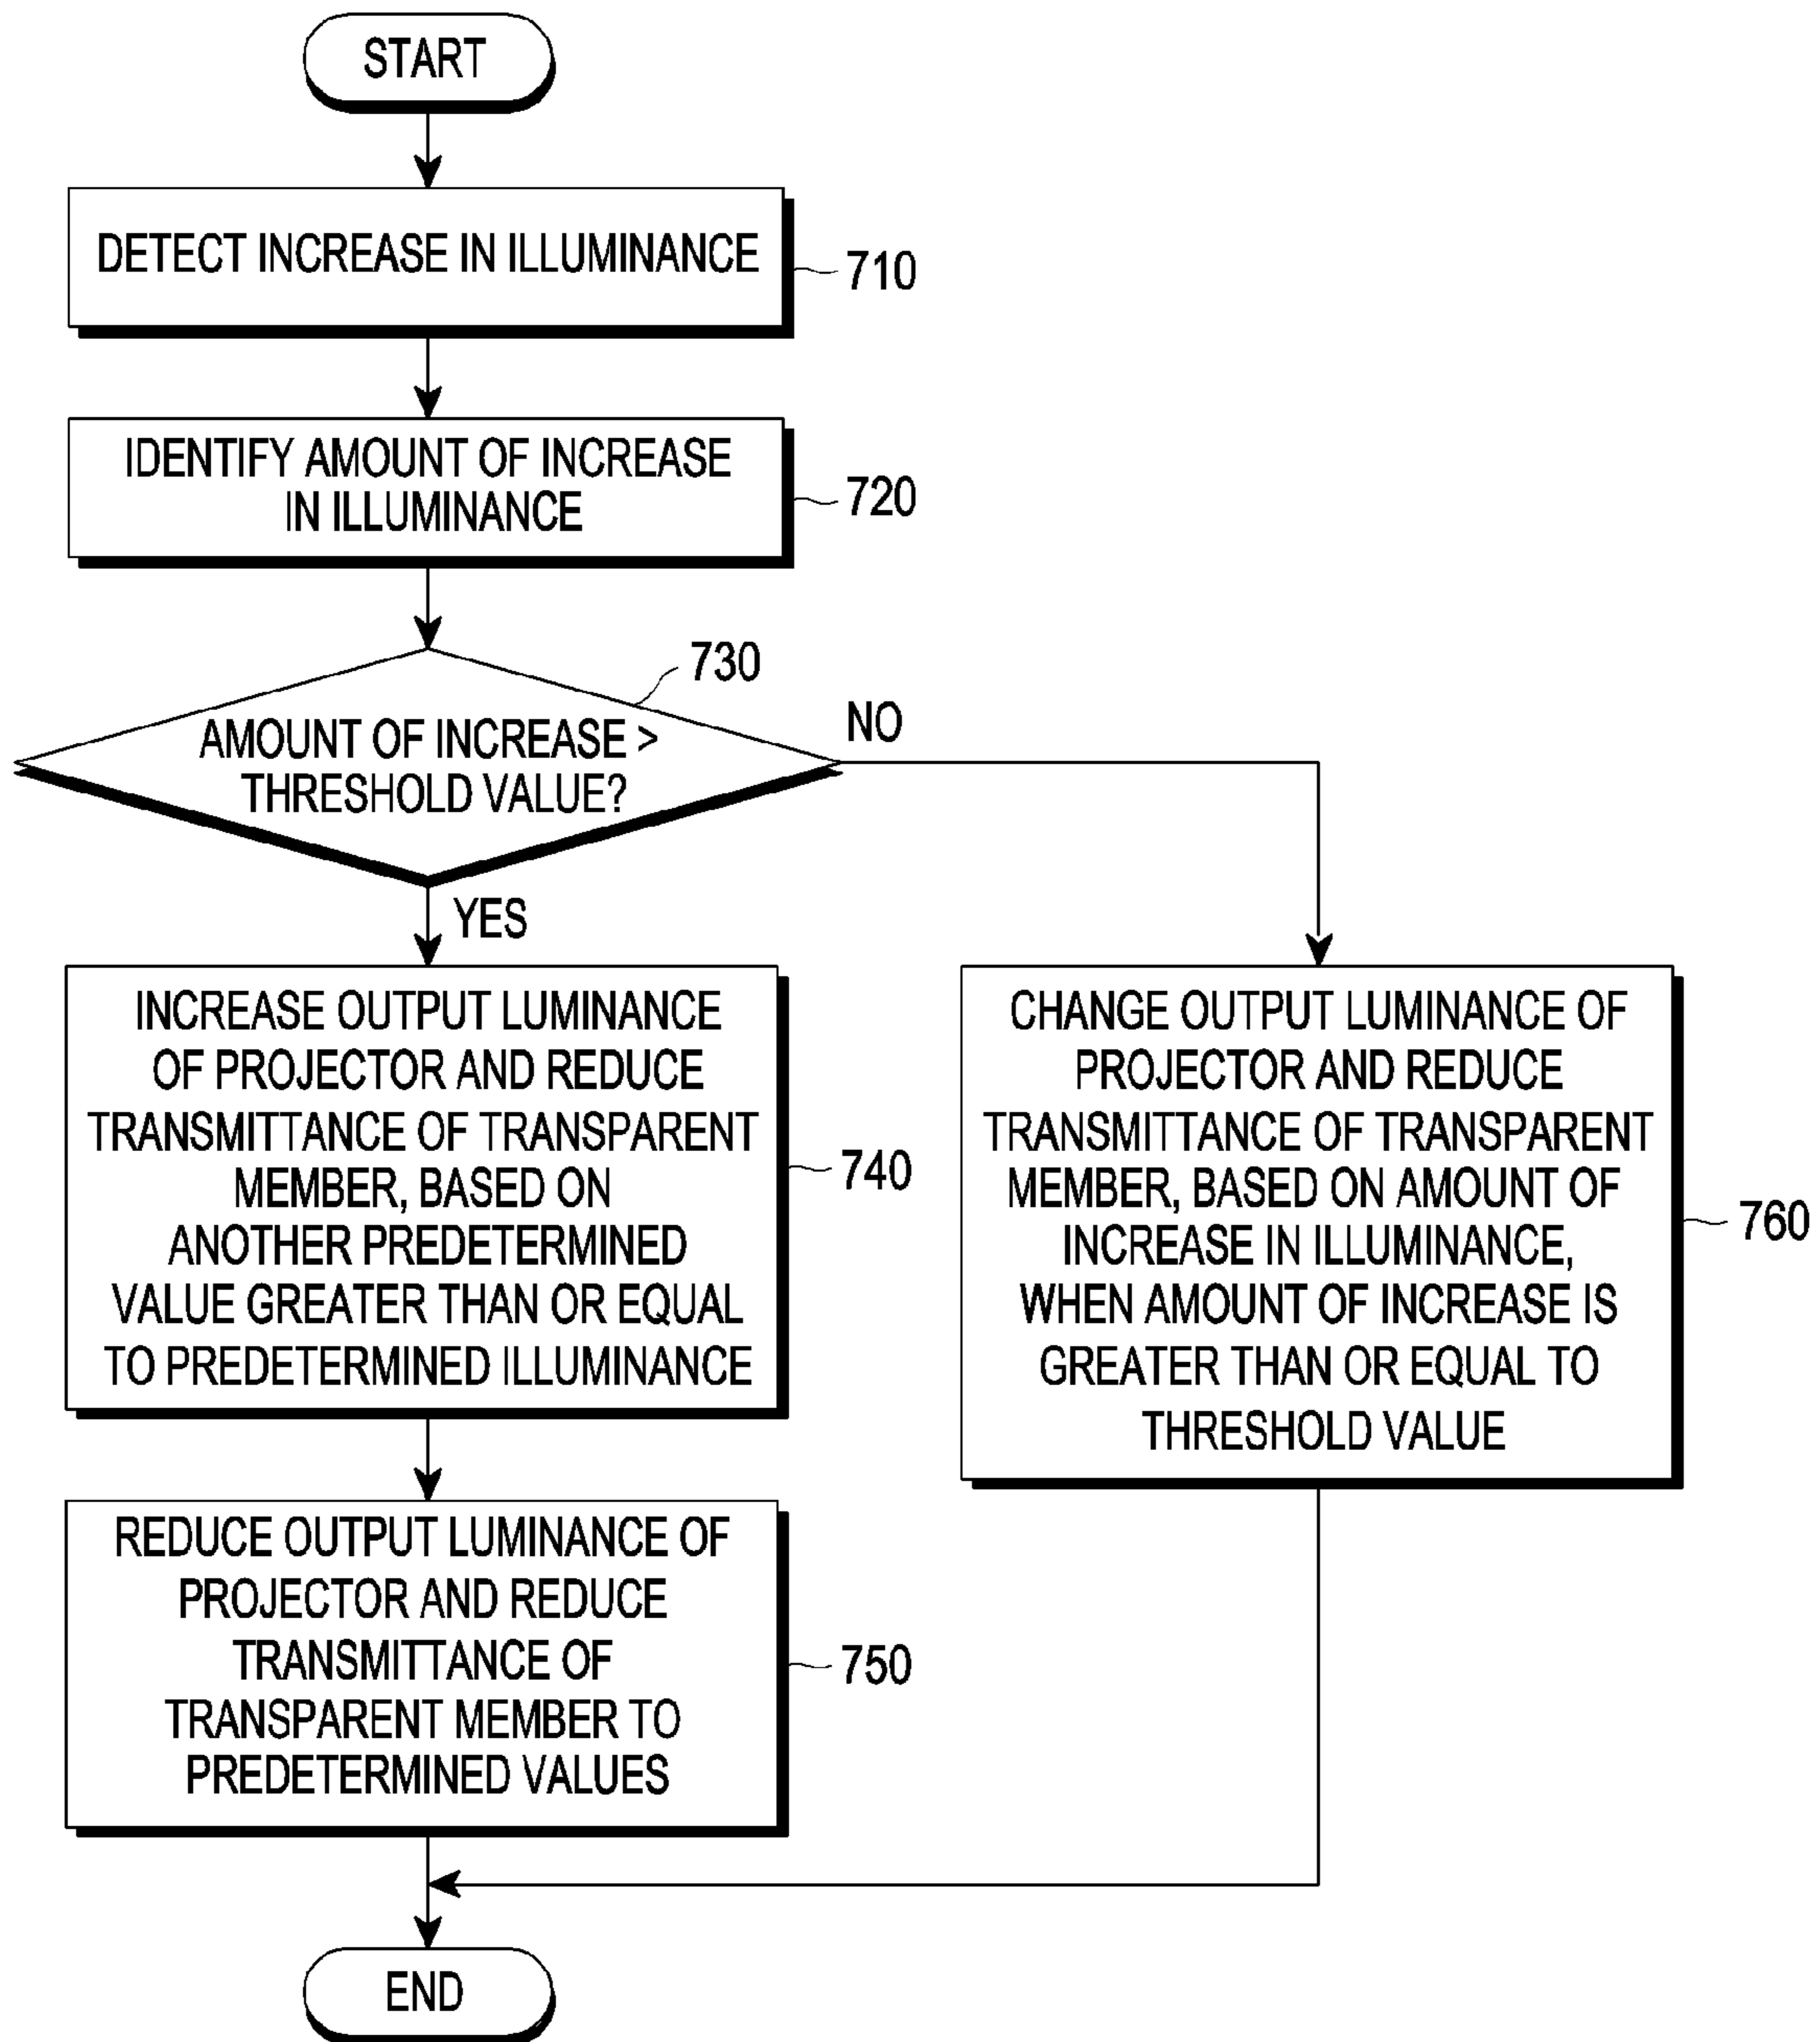 START
DETECT INCREASE IN ILLUMINANCE
710
IDENTIFY AMOUNT OF INCREASE
IN ILLUMINANCE
720
730
AMOUNT OF INCREASE >
THRESHOLD VALUE?
NO
YES
INCREASE OUTPUT LUMINANCE
OF PROJECTOR AND REDUCE
TRANSMITTANCE OF TRANSPARENT
MEMBER, BASED ON
ANOTHER PREDETERMINED
VALUE GREATER THAN OR EQUAL
TO PREDETERMINED ILLUMINANCE
740
CHANGE OUTPUT LUMINANCE OF
PROJECTOR AND REDUCE
TRANSMITTANCE OF TRANSPARENT
MEMBER, BASED ON AMOUNT OF
INCREASE IN ILLUMINANCE,
WHEN AMOUNT OF INCREASE IS
GREATER THAN OR EQUAL TO
THRESHOLD VALUE
760
REDUCE OUTPUT LUMINANCE OF
PROJECTOR AND REDUCE
TRANSMITTANCE OF
TRANSPARENT MEMBER TO
PREDETERMINED VALUES
750
END